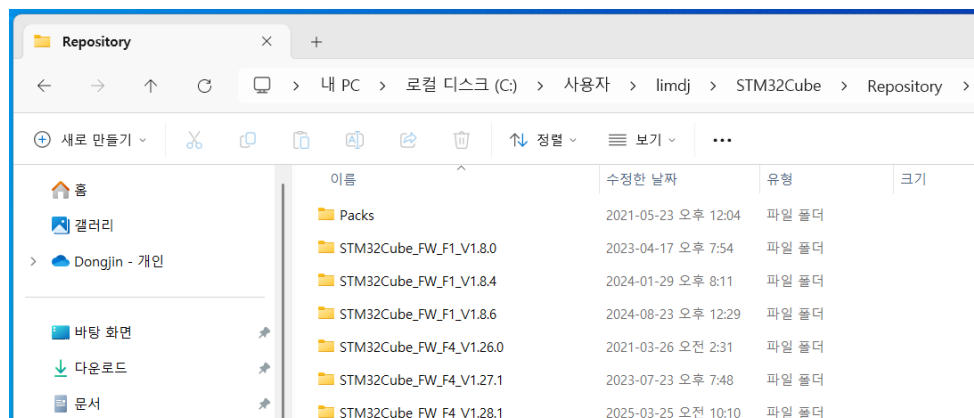 Repository
내 PC 로컬 디스크 (C:) 사용자 limdj STM32Cube Repository
새로 만들기 정렬 보기
이름 수정한 날짜 유형 크기
홈
갤러리
Dongjin - 개인
바탕 화면
다운로드
문서
Packs 2021-05-23 오후 12:04 파일 폴더
STM32Cube_FW_F1_V1.8.0 2023-04-17 오후 7:54 파일 폴더
STM32Cube_FW_F1_V1.8.4 2024-01-29 오후 8:11 파일 폴더
STM32Cube_FW_F1_V1.8.6 2024-08-23 오후 12:29 파일 폴더
STM32Cube_FW_F4_V1.26.0 2021-03-26 오전 2:31 파일 폴더
STM32Cube_FW_F4_V1.27.1 2023-07-23 오후 7:48 파일 폴더
STM32Cube_FW_F4_V1.28.1 2025-03-25 오전 10:10 파일 폴더